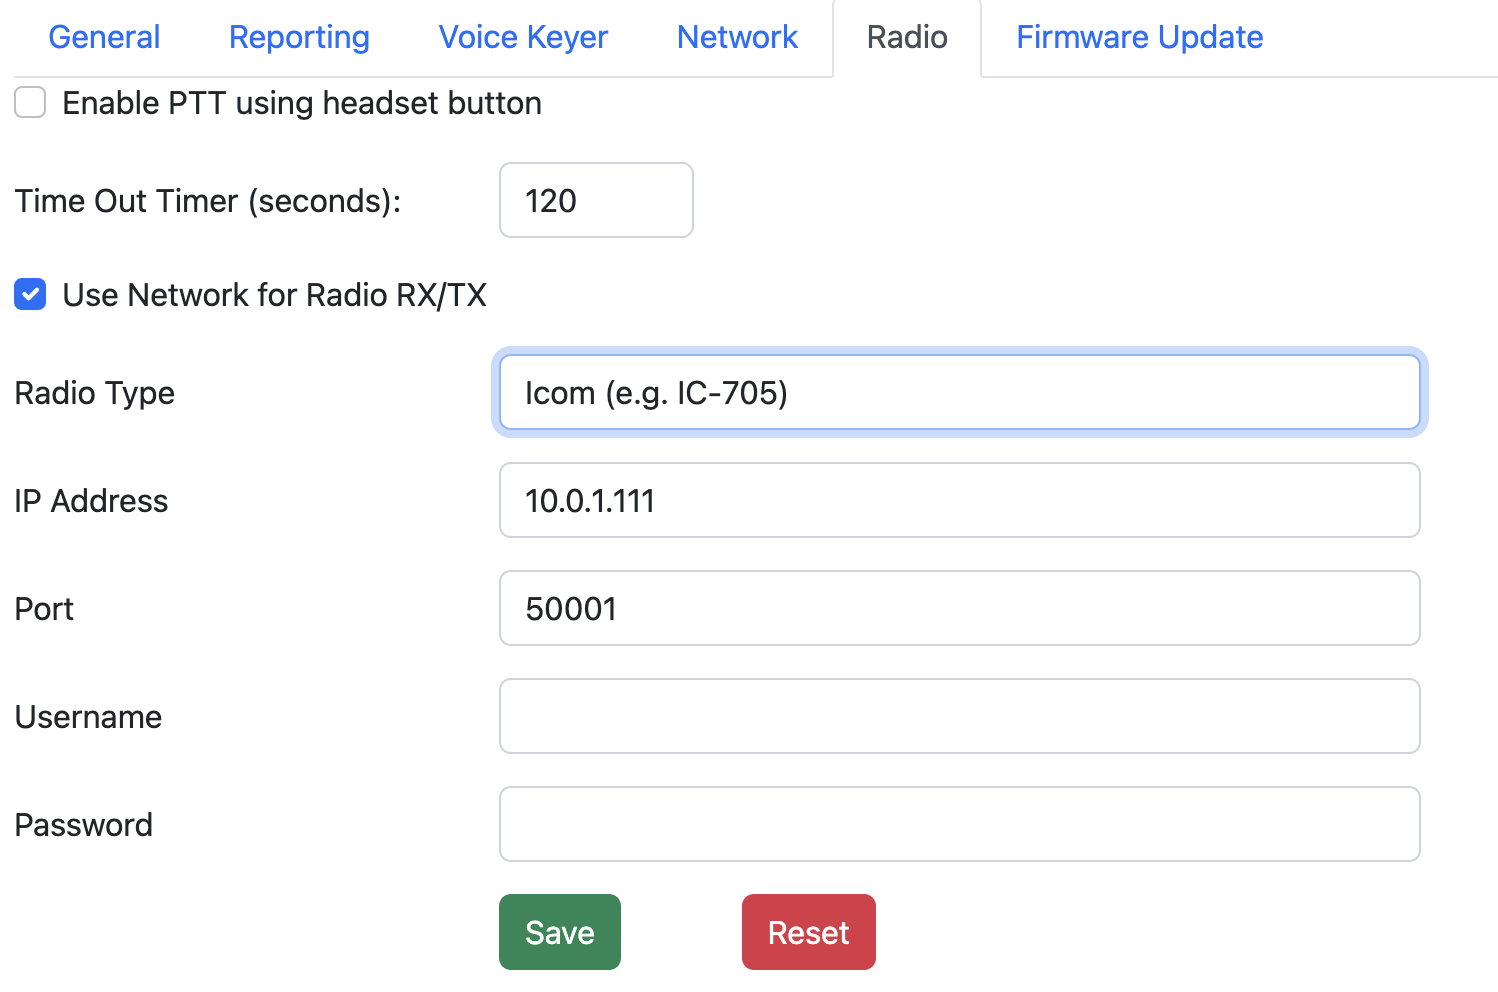 General Reporting Voice Keyer Network Radio Firmware Update
Enable PTT using headset button
Time Out Timer (seconds): 120
Use Network for Radio RX/TX
Radio Type Icom (e.g. IC-705)
IP Address 10.0.1.111
Port 50001
Username
Password
Save Reset